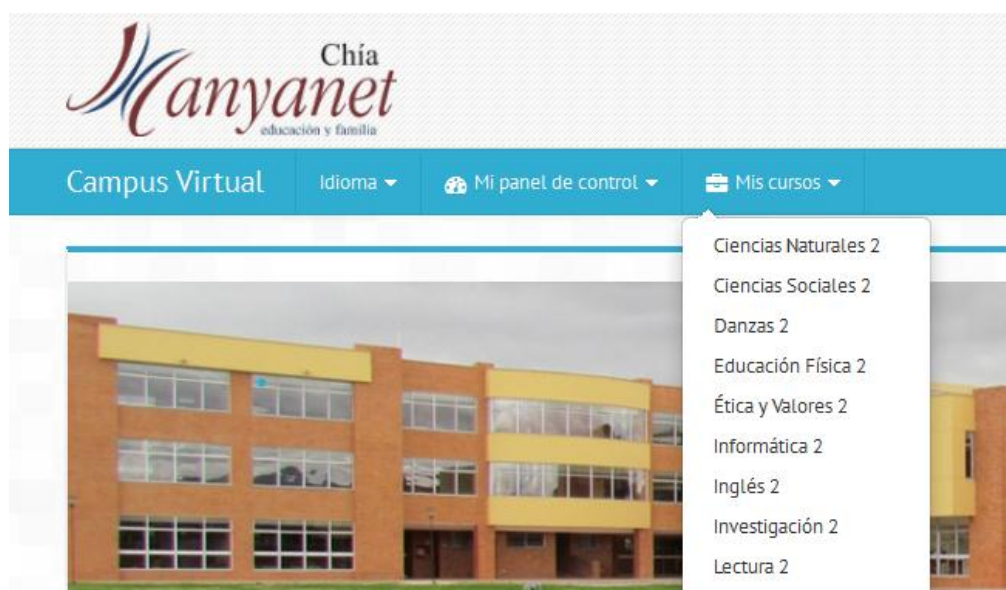 Chía
Manyanet
educación y familia
Campus Virtual Idioma Mi panel de control Mis cursos
Ciencias Naturales 2
Ciencias Sociales 2
Danzas 2
Educación Física 2
Ética y Valores 2
Informática 2
Inglés 2
Investigación 2
Lectura 2